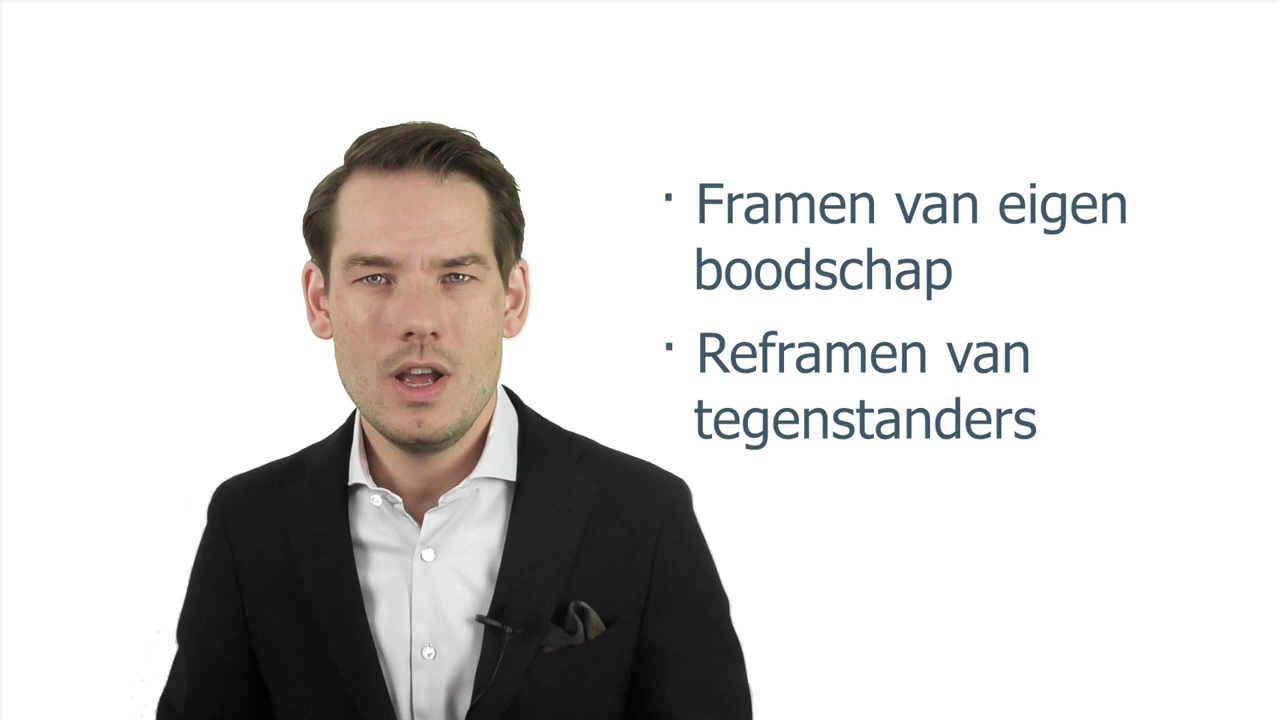 · Framen van eigen
boodschap
· Reframen van
tegenstanders